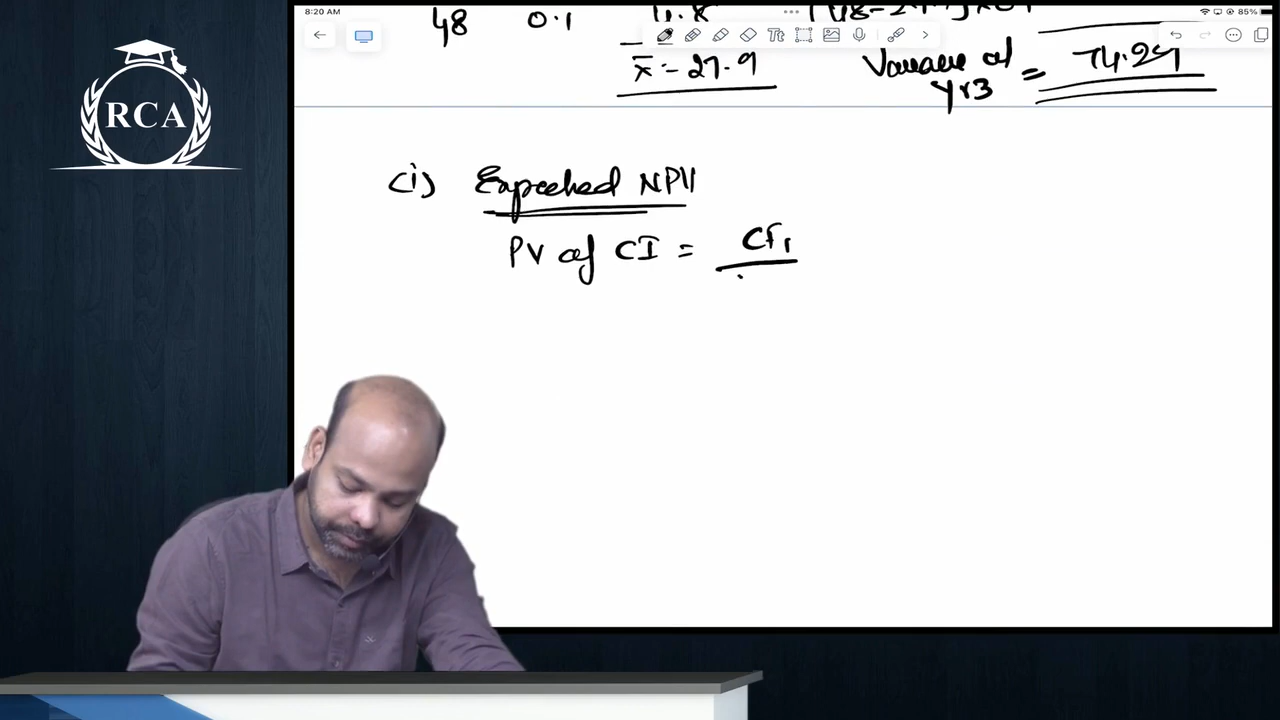 8:20 AM
85%
48 0.1
Tt
x̄ = 27.9
Variance of = 74.29
yr3
RCA
(i) Expected NPV
PV of CI = CF1